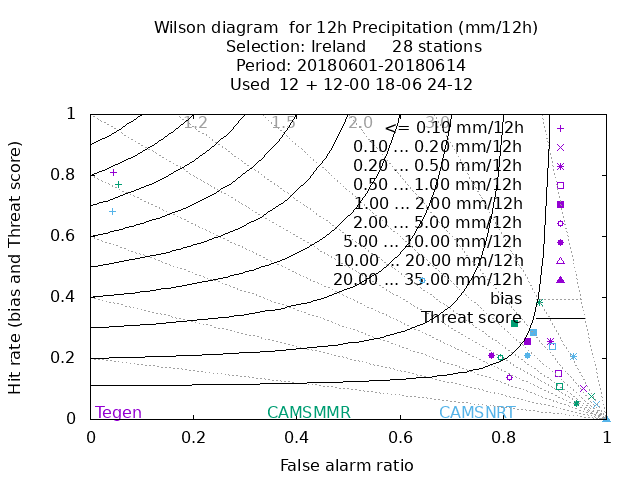 Wilson diagram  for 12h Precipitation (mm/12h)
Selection: Ireland     28 stations
Period: 20180601-20180614
Used  12 + 12-00 18-06 24-12
Hit rate (bias and Threat score)
1
0.8
0.6
0.4
0.2
0
1.2 1.5 2.0 3.0
<= 0.10 mm/12h
0.10 ... 0.20 mm/12h
0.20 ... 0.50 mm/12h
0.50 ... 1.00 mm/12h
1.00 ... 2.00 mm/12h
2.00 ... 5.00 mm/12h
5.00 ... 10.00 mm/12h
10.00 ... 20.00 mm/12h
20.00 ... 35.00 mm/12h
bias
Threat score
Tegen CAMSMMR CAMSNRT
0 0.2 0.4 0.6 0.8 1
False alarm ratio